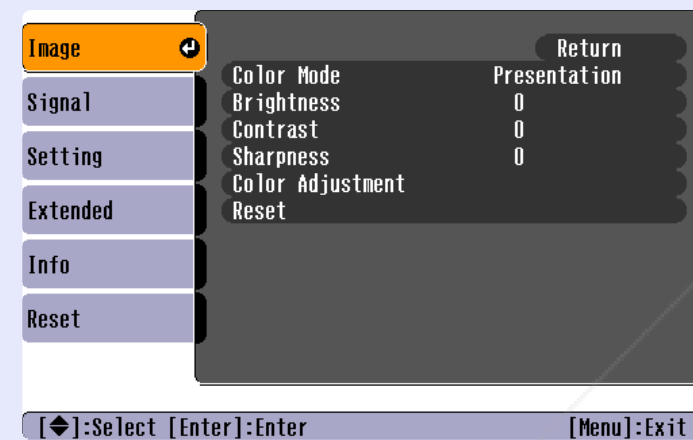 Image
Signal
Setting
Extended
Info
Reset
Return
Color Mode Presentation
Brightness 0
Contrast 0
Sharpness 0
Color Adjustment
Reset
[◆]:Select [Enter]:Enter [Menu]:Exit